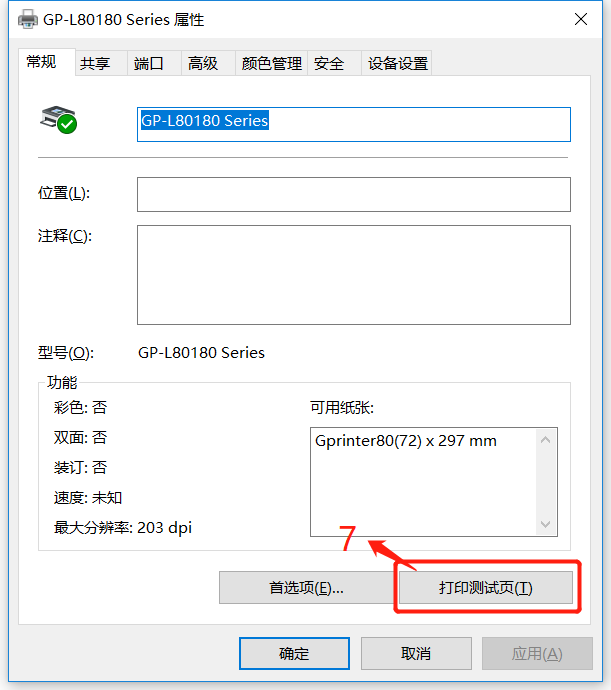 GP-L80180 Series 属性
常规 共享 端口 高级 颜色管理 安全 设备设置
GP-L80180 Series
位置(L):
注释(C):
型号(O): GP-L80180 Series
功能
彩色: 否 可用纸张:
双面: 否 Gprinter80(72) x 297 mm
装订: 否
速度: 未知
最大分辨率: 203 dpi
7
首选项(E)... 打印测试页(T)
确定 取消 应用(A)